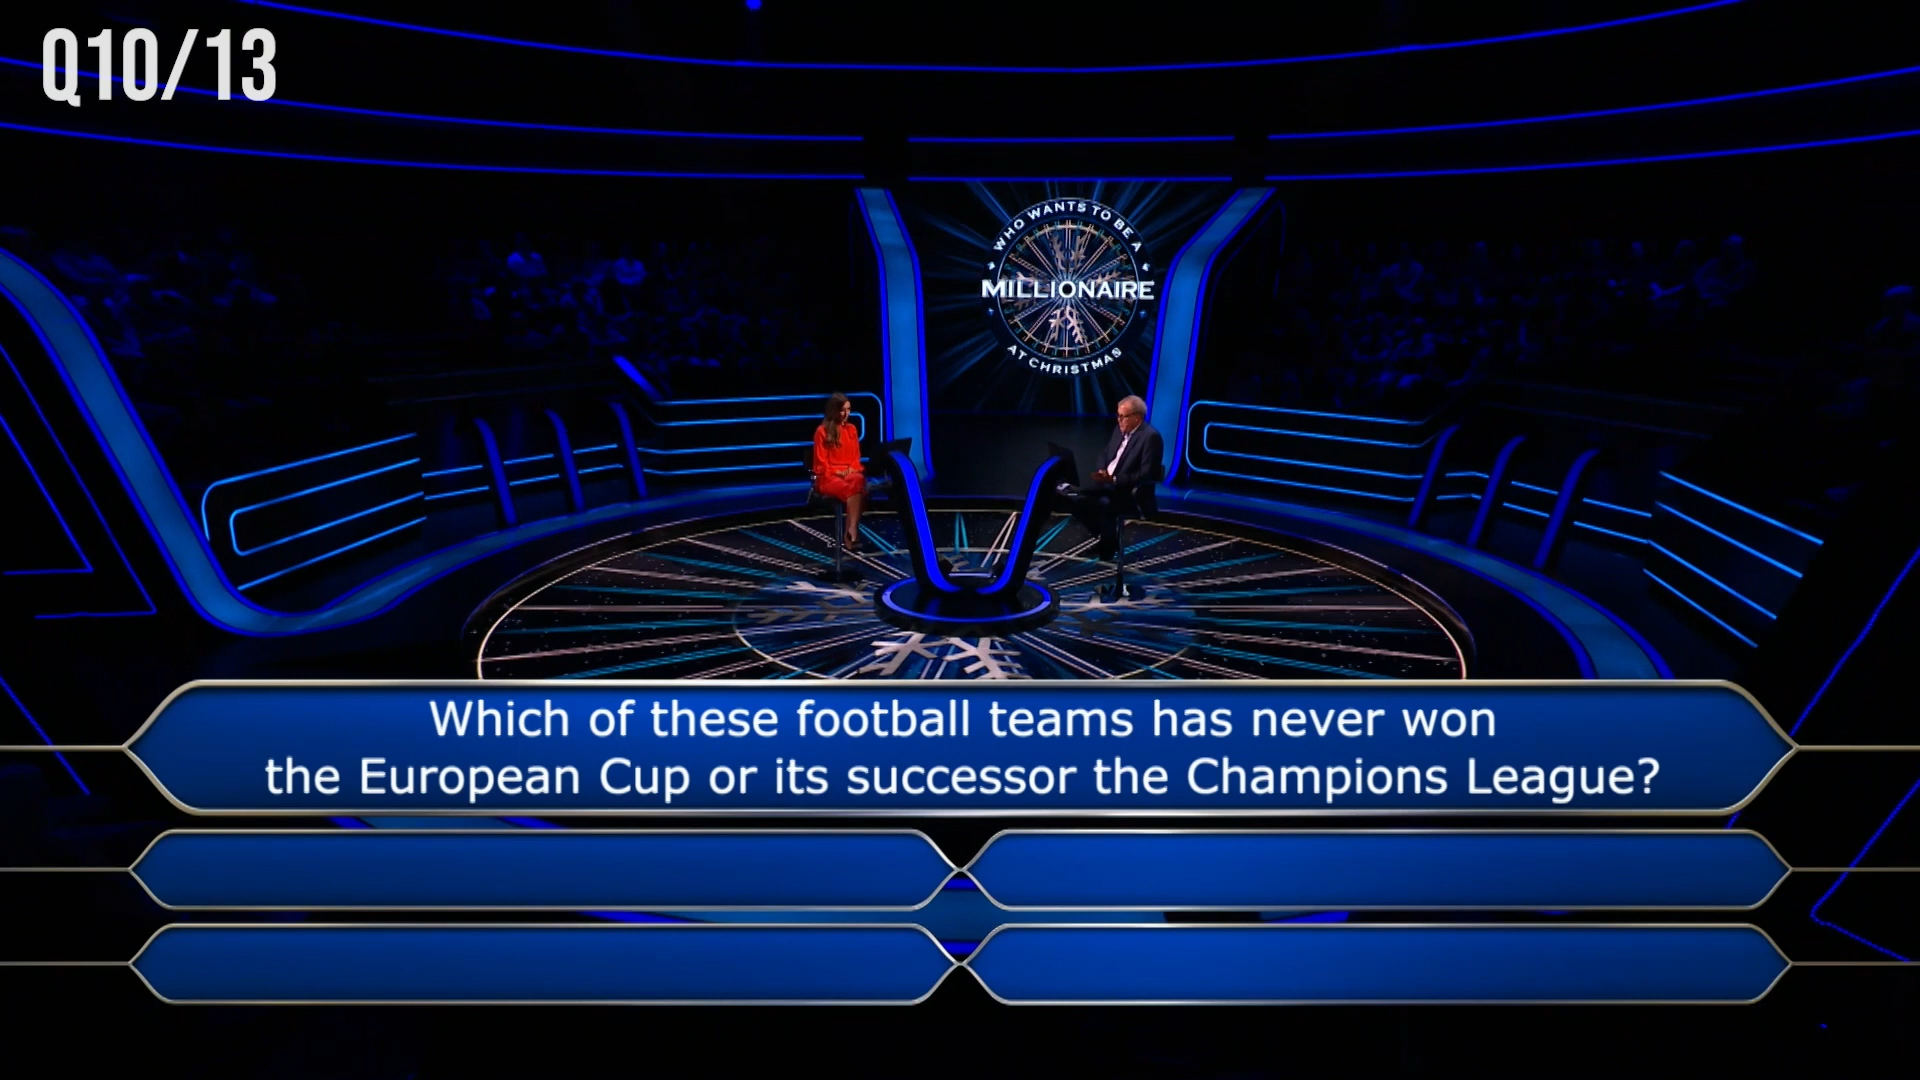 Q10/13
WHO WANTS TO BE A
MILLIONAIRE
AT CHRISTMAS
Which of these football teams has never won
the European Cup or its successor the Champions League?